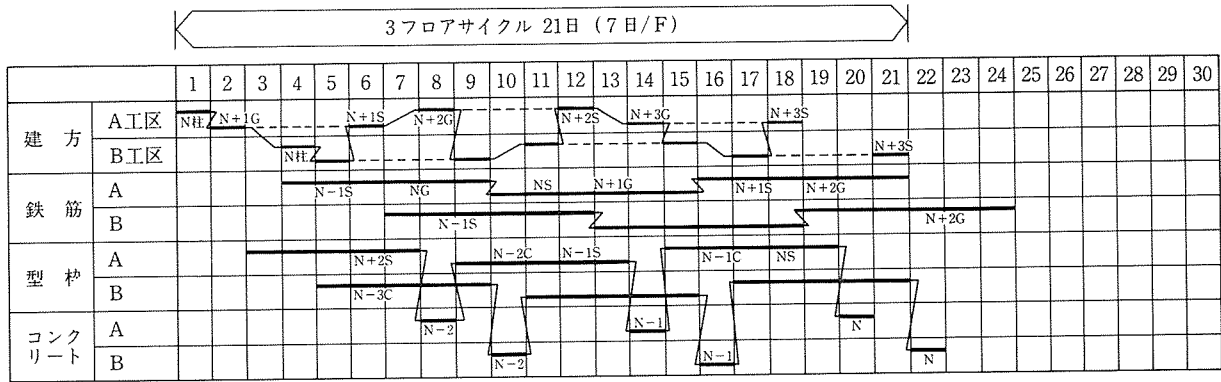 3フロアサイクル 21日 (7日/F)
1 2 3 4 5 6 7 8 9 10 11 12 13 14 15 16 17 18 19 20 21 22 23 24 25 26 27 28 29 30
建方
A工区
N柱 N+1G N+1S N+2G N+2S N+3G N+3S
B工区
N柱 N+3S
鉄筋
A
N-1S NG NS N+1G N+1S N+2G
B
N-1S N+2G
型枠
A
N+2S N-2C N-1S N-1C NS
B
N-3C
コンクリート
A
N-2 N-1 N
B
N-2 N-1 N